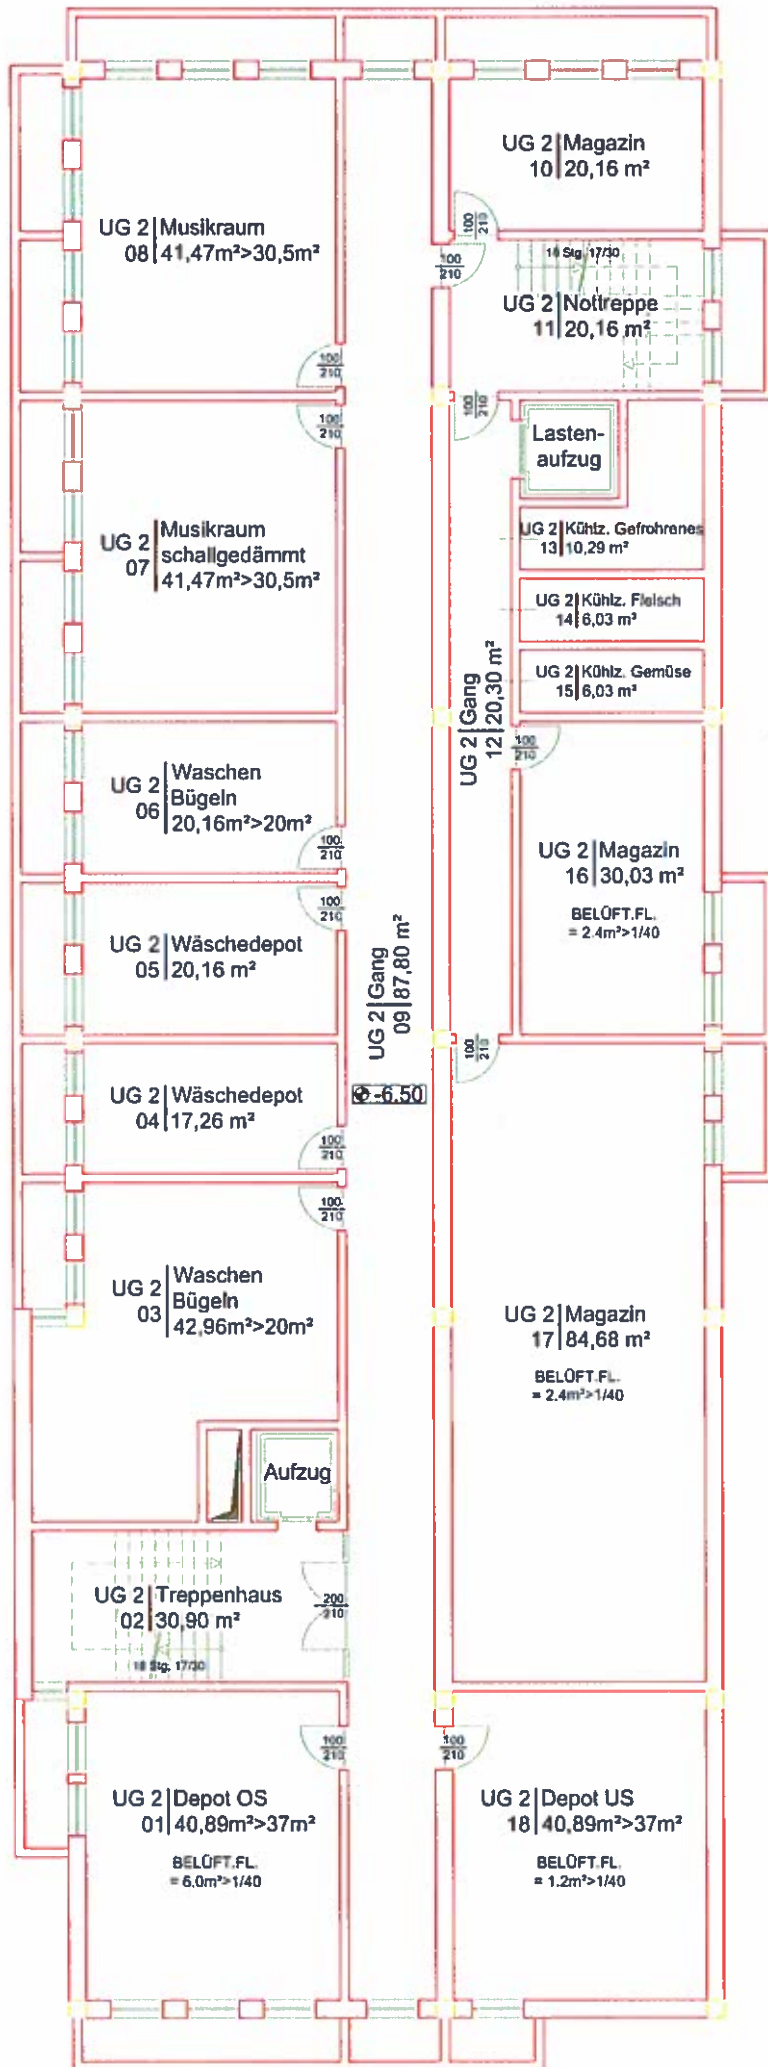 UG 2 Magazin
10 20,16 m²
100
210
UG 2 Musikraum
08 41,47m²>30,5m²
100
210
18 Stg. 17/30
UG 2 Nottreppe
11 20,16 m²
100
210
100
210
100
210
Lasten-
aufzug
UG 2 Musikraum
07 schallgedämmt
41,47m²>30,5m²
UG 2 Kühlz. Gefrohrenes
13 10,29 m²
UG 2 Kühlz. Fleisch
14 6,03 m²
UG 2 Kühlz. Gemüse
15 6,03 m²
UG 2 Gang
12 20,30 m²
100
210
UG 2 Waschen
06 Bügeln
20,16m²>20m²
100
210
UG 2 Magazin
16 30,03 m²
BELÜFT.FL.
= 2.4m²>1/40
100
210
UG 2 Wäschedepot
05 20,16 m²
UG 2 Gang
09 87,80 m²
100
210
-6.50
UG 2 Wäschedepot
04 17,26 m²
100
210
100
210
UG 2 Waschen
03 Bügeln
42,96m²>20m²
UG 2 Magazin
17 84,68 m²
BELÜFT.FL.
= 2.4m²>1/40
Aufzug
UG 2 Treppenhaus
02 30,90 m²
200
210
18 Stg. 17/30
100
210
100
210
UG 2 Depot OS
01 40,89m²>37m²
BELÜFT.FL.
= 6.0m²>1/40
UG 2 Depot US
18 40,89m²>37m²
BELÜFT.FL.
= 1.2m²>1/40